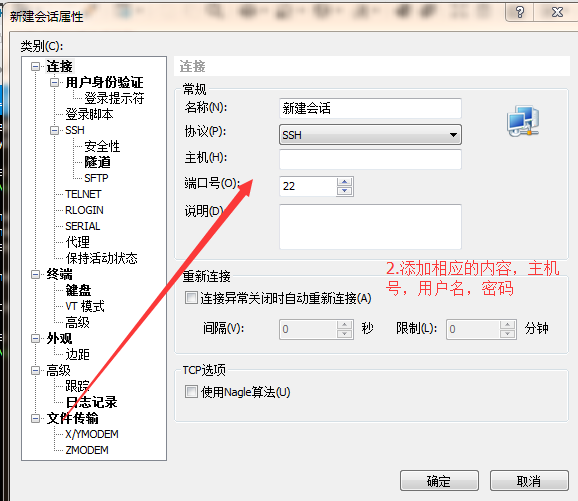 新建会话属性
类别(C):
连接
用户身份验证
登录提示符
登录脚本
SSH
安全性
隧道
SFTP
TELNET
RLOGIN
SERIAL
代理
保持活动状态
终端
键盘
VT 模式
高级
外观
边距
高级
跟踪
日志记录
文件传输
X/YMODEM
ZMODEM
连接
常规
名称(N):
新建会话
协议(P):
SSH
主机(H):
端口号(O):
22
说明(D)
2.添加相应的内容，主机
号，用户名，密码
重新连接
连接异常关闭时自动重新连接(A)
间隔(V):
0
秒
限制(L):
0
分钟
TCP选项
使用Nagle算法(U)
确定
取消